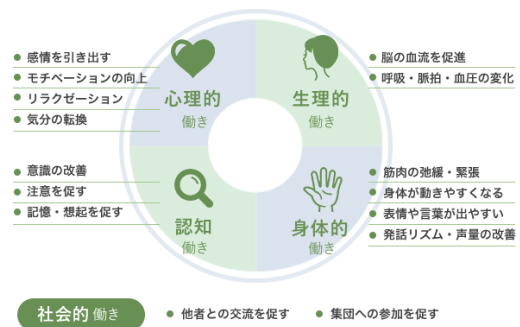 ● 感情を引き出す
● モチベーションの向上
● リラクゼーション
● 気分の転換
心理的
働き
生理的
働き
● 脳の血流を促進
● 呼吸・脈拍・血圧の変化
● 意識の改善
● 注意を促す
● 記憶・想起を促す
認知
働き
身体的
働き
● 筋肉の弛緩・緊張
● 身体が動きやすくなる
● 表情や言葉が出やすい
● 発話リズム・声量の改善
社会的 働き ● 他者との交流を促す ● 集団への参加を促す